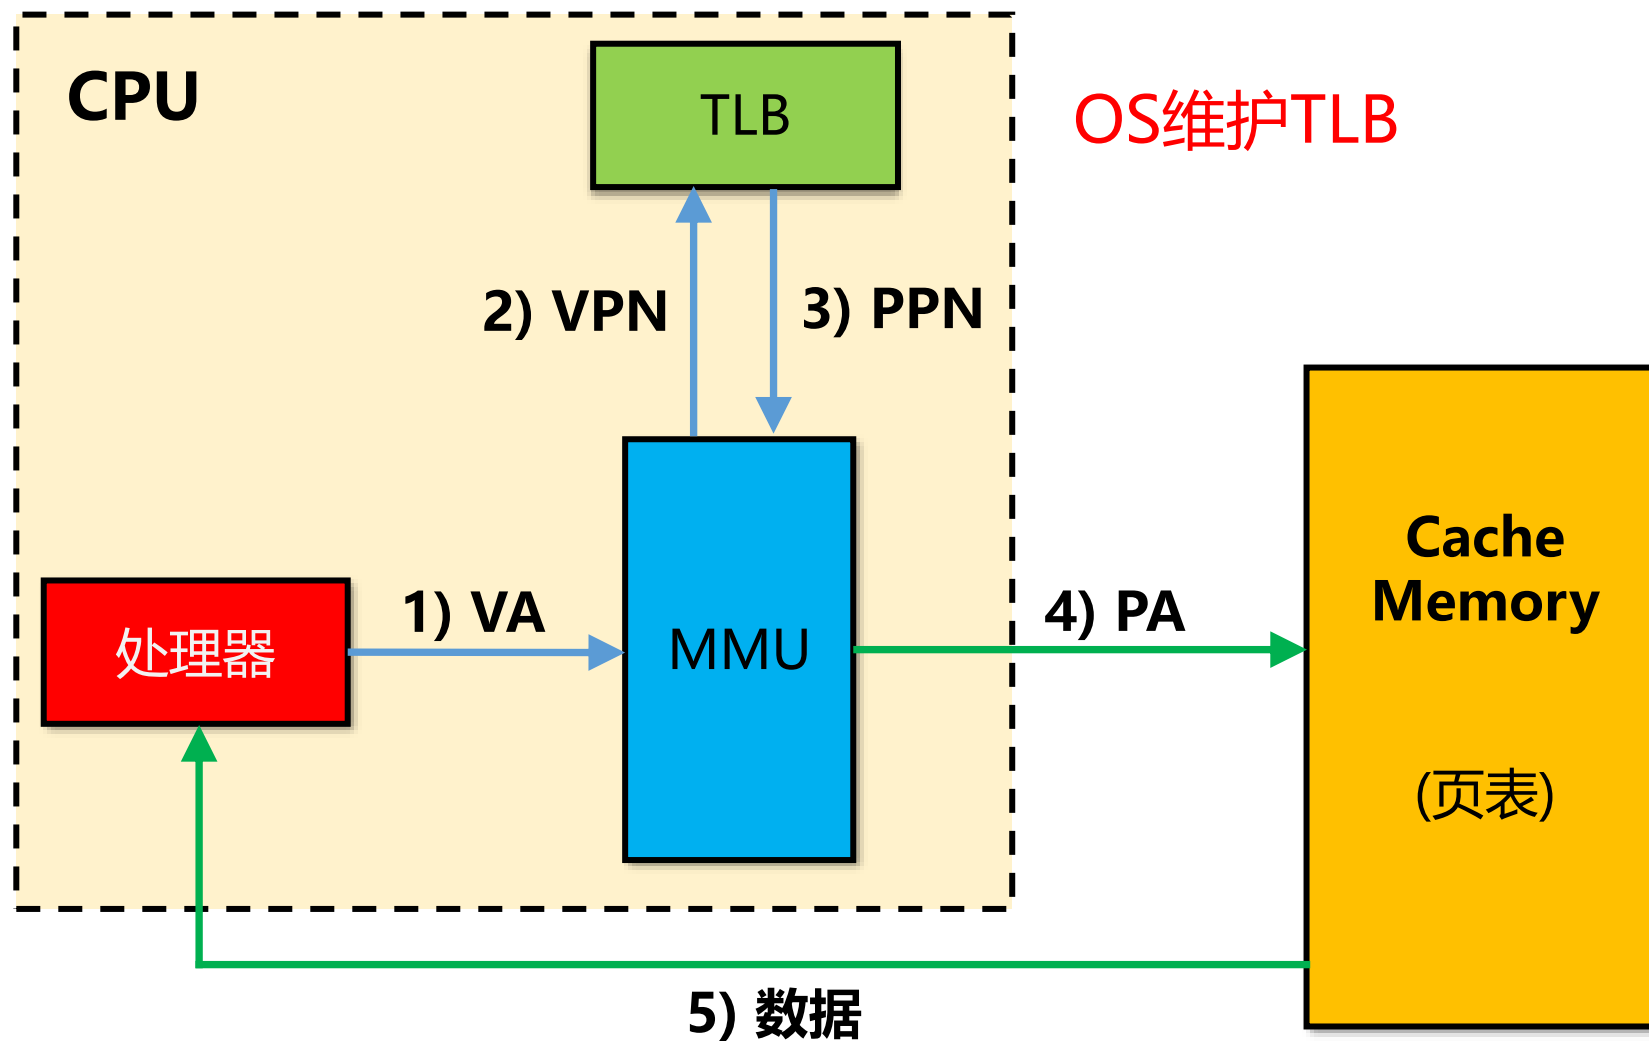 CPU
TLB
OS维护TLB
2) VPN
3) PPN
Cache
Memory
1) VA
4) PA
处理器
MMU
(页表)
5) 数据